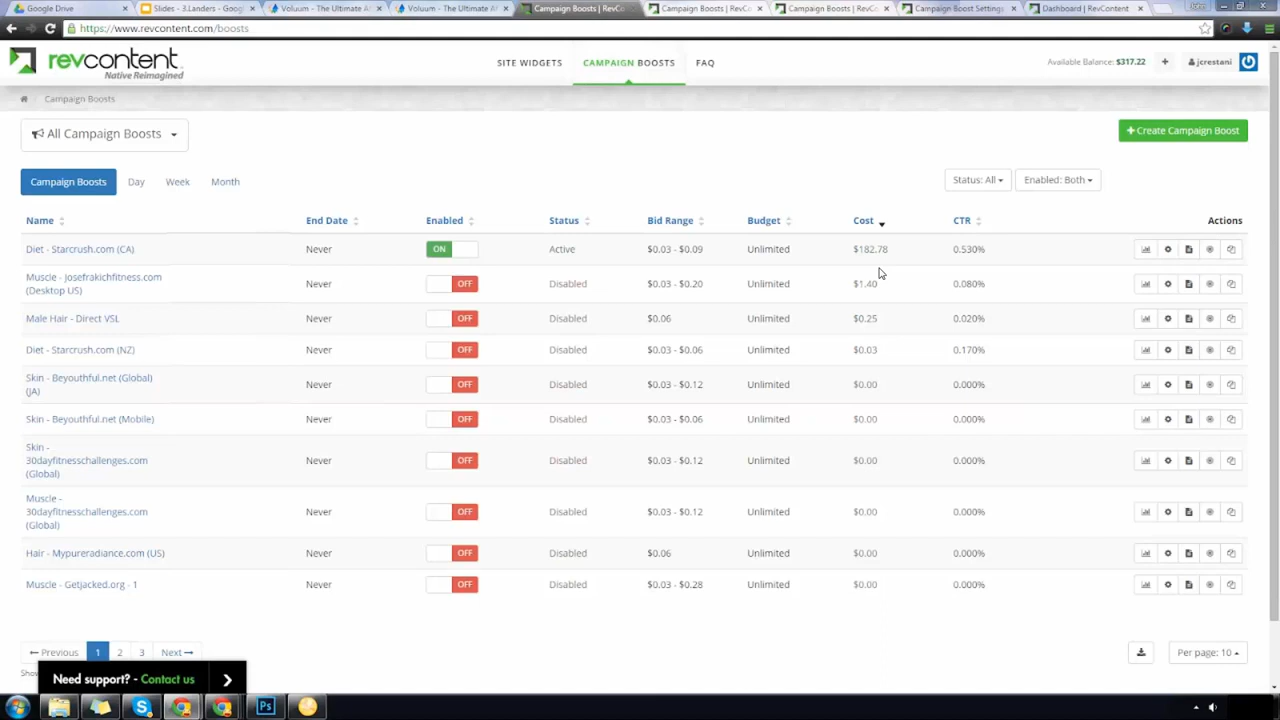 Google Drive
Slides - 3.Landers - Goog
Voluum - The Ultimate A
Voluum - The Ultimate A
Campaign Boosts | RevCo
Campaign Boosts | RevC
Campaign Boosts | RevC
Campaign Boost Settings
Dashboard | RevContent
https://www.revcontent.com/boosts
revcontent
Native Reimagined
SITE WIDGETS
CAMPAIGN BOOSTS
FAQ
Available Balance: $317.22
+
jcrestani
Campaign Boosts
All Campaign Boosts
+ Create Campaign Boost
Campaign Boosts
Day
Week
Month
Status: All
Enabled: Both
Name End Date Enabled Status Bid Range Budget Cost CTR Actions
Diet - Starcrush.com (CA) Never ON Active $0.03 - $0.09 Unlimited $182.78 0.530%
Muscle - Josefrakichfitness.com
(Desktop US) Never OFF Disabled $0.03 - $0.20 Unlimited $1.40 0.080%
Male Hair - Direct VSL Never OFF Disabled $0.06 Unlimited $0.25 0.020%
Diet - Starcrush.com (NZ) Never OFF Disabled $0.03 - $0.06 Unlimited $0.03 0.170%
Skin - Beyouthful.net (Global)
(JA) Never OFF Disabled $0.03 - $0.12 Unlimited $0.00 0.000%
Skin - Beyouthful.net (Mobile) Never OFF Disabled $0.03 - $0.06 Unlimited $0.00 0.000%
Skin -
30dayfitnesschallenges.com Never OFF Disabled $0.03 - $0.12 Unlimited $0.00 0.000%
(Global)
Muscle -
30dayfitnesschallenges.com Never OFF Disabled $0.03 - $0.12 Unlimited $0.00 0.000%
(Global)
Hair - Mypureradiance.com (US) Never OFF Disabled $0.06 Unlimited $0.00 0.000%
Muscle - Getjacked.org - 1 Never OFF Disabled $0.03 - $0.28 Unlimited $0.00 0.000%
← Previous 1 2 3 Next →
Per page: 10
Need support? - Contact us